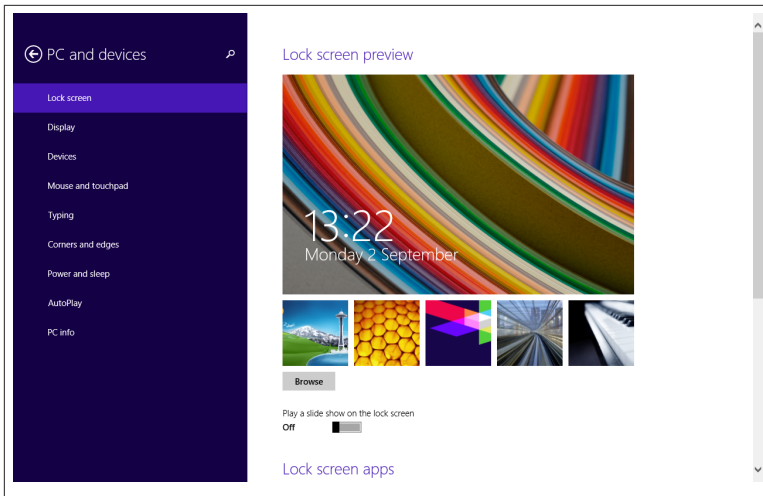 PC and devices
Lock screen
Display
Devices
Mouse and touchpad
Typing
Corners and edges
Power and sleep
AutoPlay
PC info
Lock screen preview
13:22
Monday 2 September
Browse
Play a slide show on the lock screen
Off
Lock screen apps